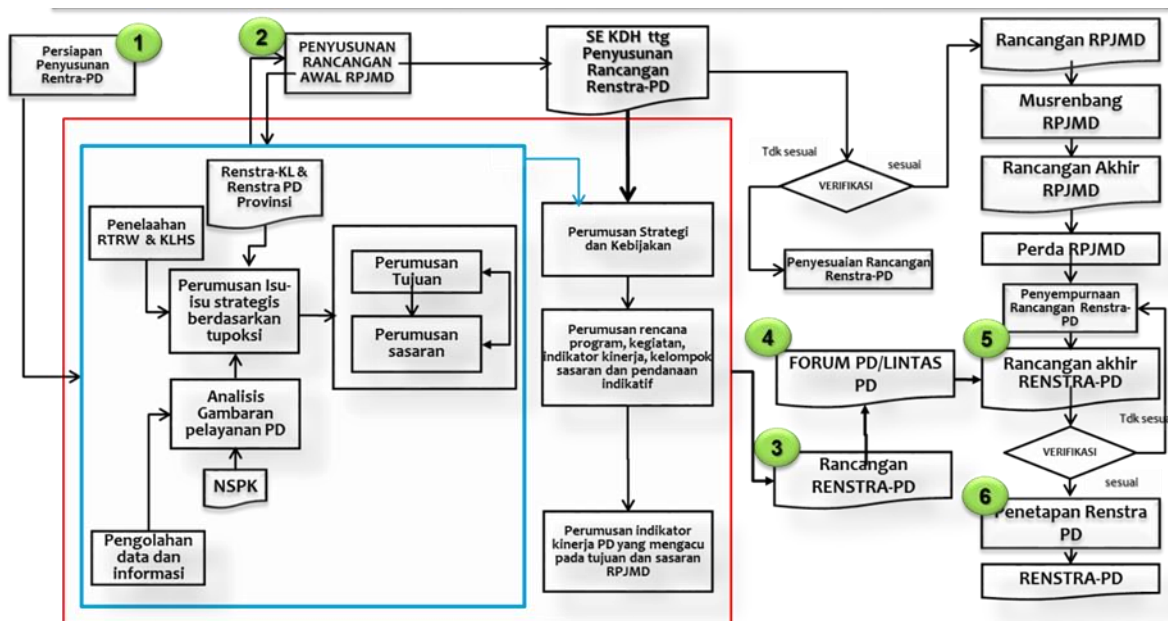 1
Persiapan
Penyusunan
Rentra-PD
2
PENYUSUNAN
RANCANGAN
AWAL RPJMD
SE KDH ttg
Penyusunan
Rancangan
Renstra-PD
Rancangan RPJMD
Musrenbang
RPJMD
Rancangan Akhir
RPJMD
Perda RPJMD
Penyempurnaan
Rancangan Renstra-
PD
5
Rancangan akhir
RENSTRA-PD
Tdk sesuai
VERIFIKASI
sesuai
6
Penetapan Renstra
PD
RENSTRA-PD
Tdk sesuai
sesuai
VERIFIKASI
Penyesuaian Rancangan
Renstra-PD
Renstra-KL &
Renstra PD
Provinsi
Penelaahan
RTRW & KLHS
Perumusan Isu-
isu strategis
berdasarkan
tupoksi
Perumusan
Tujuan
Perumusan
sasaran
Analisis
Gambaran
pelayanan PD
NSPK
Pengolahan
data dan
informasi
Perumusan Strategi
dan Kebijakan
Perumusan rencana
program, kegiatan,
indikator kinerja, kelompok
sasaran dan pendanaan
indikatif
Perumusan indikator
kinerja PD yang mengacu
pada tujuan dan sasaran
RPJMD
4
FORUM PD/LINTAS
PD
3
Rancangan
RENSTRA-PD